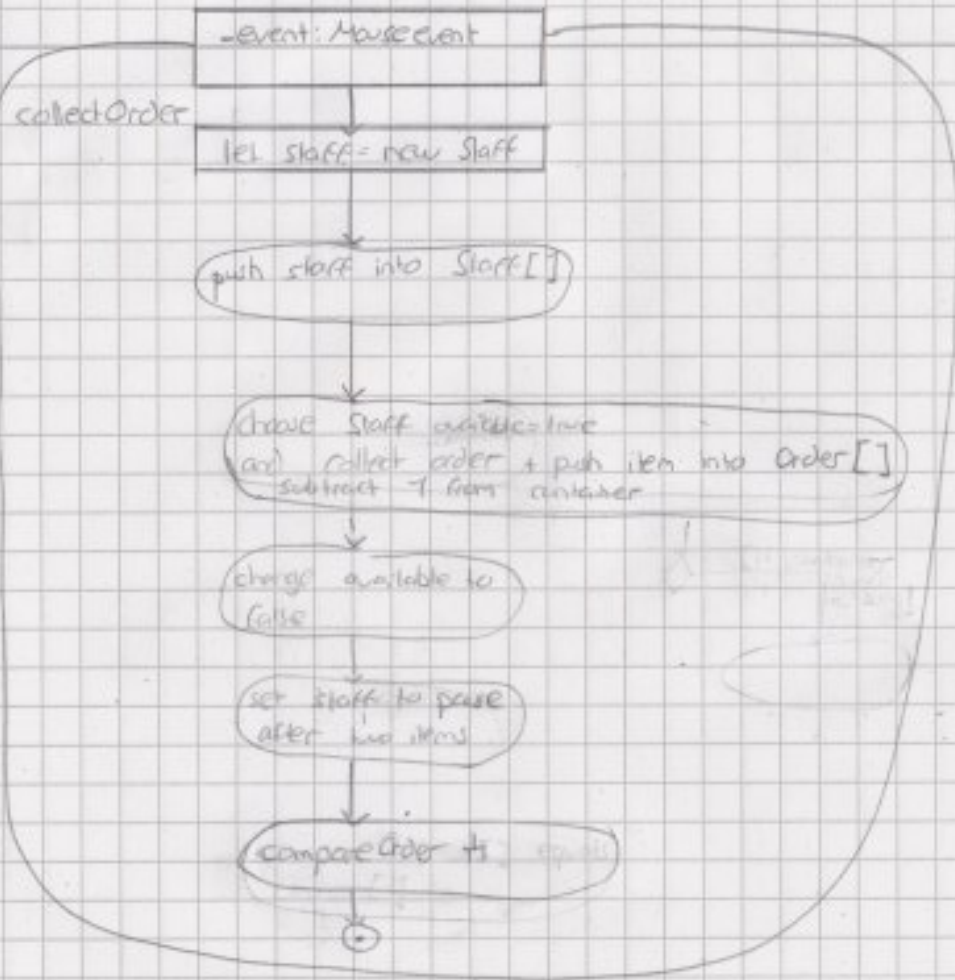 _event: Mouseevent
collectOrder
let staff = new Staff
push staff into Staff[]
choose Staff available=true
and collect order + push item into Order[]
subtract 1 from container
change available to
false
set staff to pause
after two items
compareOrder